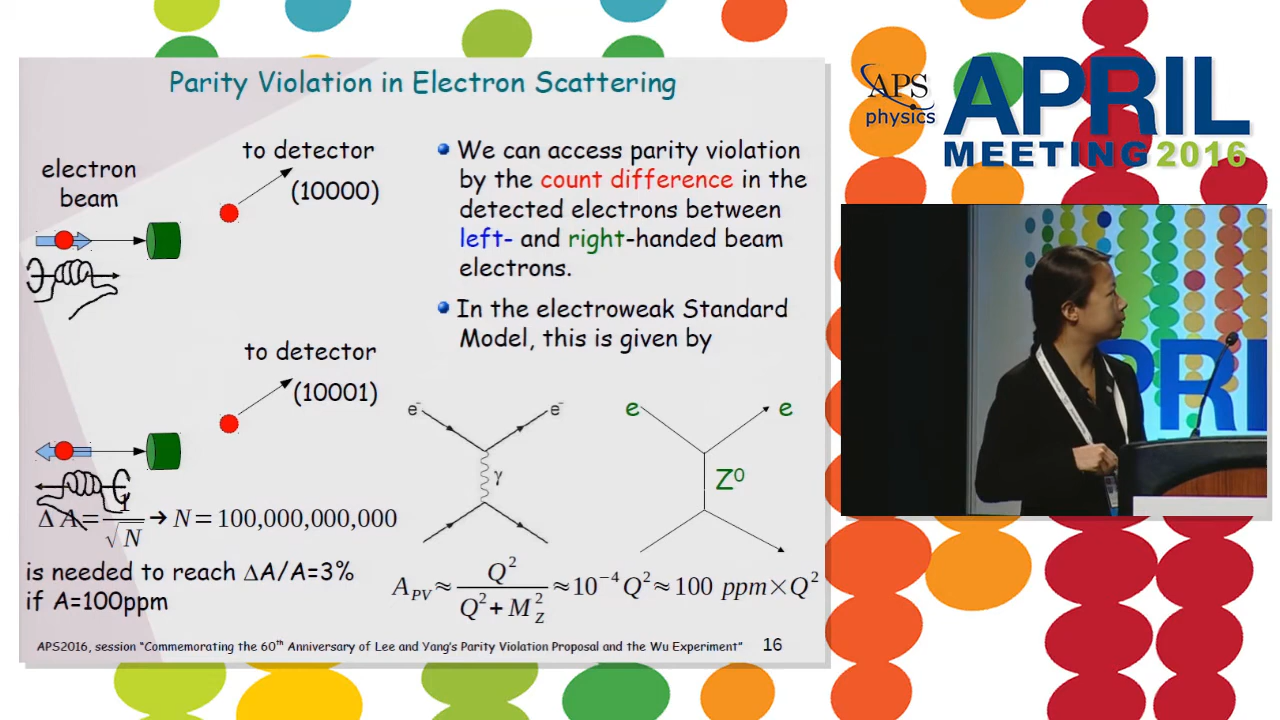 Parity Violation in Electron Scattering
electron
beam
to detector
(10000)
to detector
(10001)
ΔA = 1/√N → N = 100,000,000,000
is needed to reach ΔA/A=3%
if A=100ppm
We can access parity violation
by the count difference in the
detected electrons between
left- and right-handed beam
electrons.
In the electroweak Standard
Model, this is given by
e⁻ e⁻
γ
e e
Z⁰
A_PV ≈ Q²/(Q²+M_Z²) ≈ 10⁻⁴ Q² ≈ 100 ppm × Q²
APS2016, session "Commemorating the 60th Anniversary of Lee and Yang's Parity Violation Proposal and the Wu Experiment" 16
APS
physics
APRIL
MEETING 2016
PRI